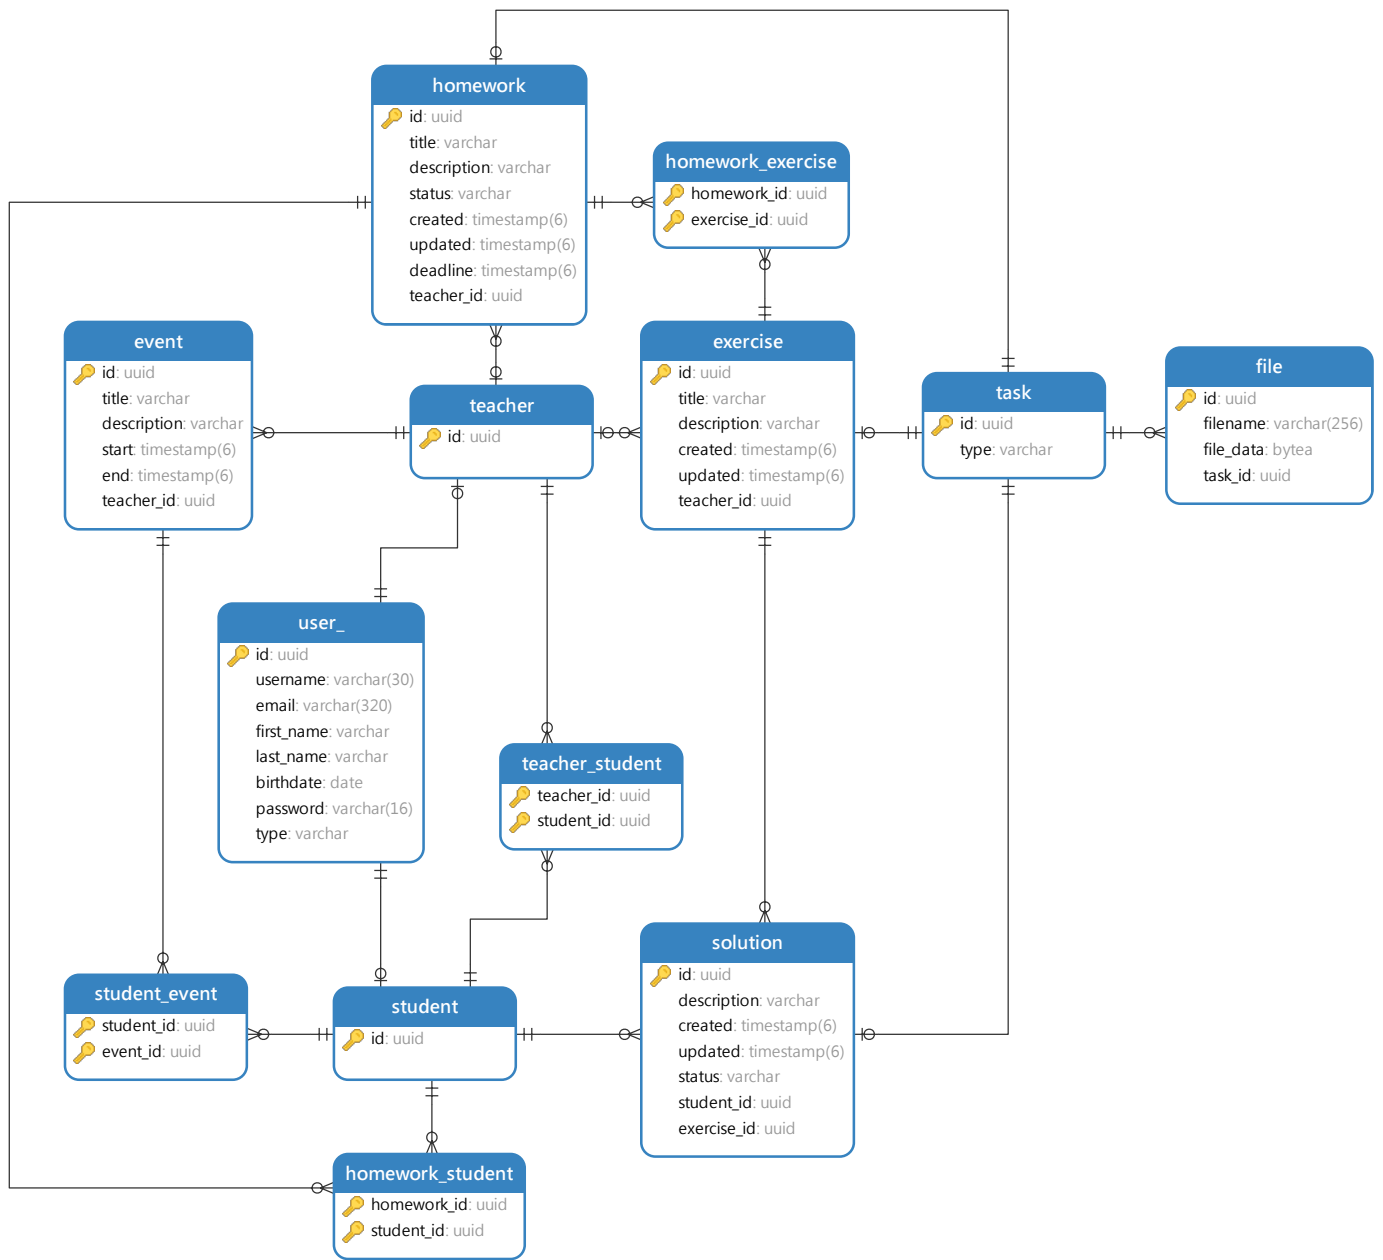 homework
id: uuid
title: varchar
description: varchar
status: varchar
created: timestamp(6)
updated: timestamp(6)
deadline: timestamp(6)
teacher_id: uuid
homework_exercise
homework_id: uuid
exercise_id: uuid
event
id: uuid
title: varchar
description: varchar
start: timestamp(6)
end: timestamp(6)
teacher_id: uuid
teacher
id: uuid
exercise
id: uuid
title: varchar
description: varchar
created: timestamp(6)
updated: timestamp(6)
teacher_id: uuid
task
id: uuid
type: varchar
file
id: uuid
filename: varchar(256)
file_data: bytea
task_id: uuid
user_
id: uuid
username: varchar(30)
email: varchar(320)
first_name: varchar
last_name: varchar
birthdate: date
password: varchar(16)
type: varchar
teacher_student
teacher_id: uuid
student_id: uuid
student_event
student_id: uuid
event_id: uuid
student
id: uuid
solution
id: uuid
description: varchar
created: timestamp(6)
updated: timestamp(6)
status: varchar
student_id: uuid
exercise_id: uuid
homework_student
homework_id: uuid
student_id: uuid